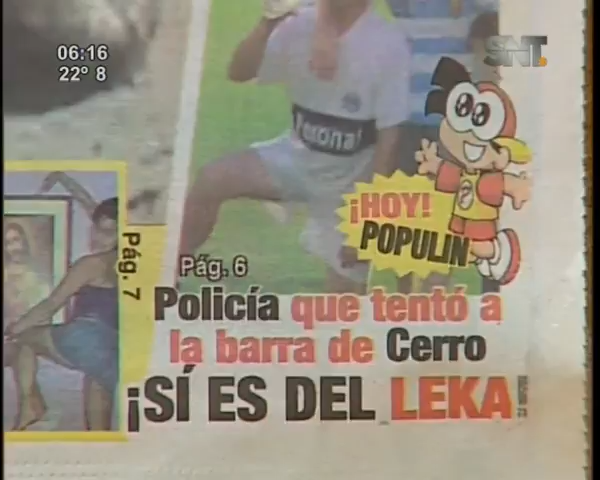 06:16
22° 8
SNT
Personal
¡HOY!
POPULIN
Pág. 7
Pág. 6
Policía que tentó a
la barra de Cerro
¡SÍ ES DEL LEKA!